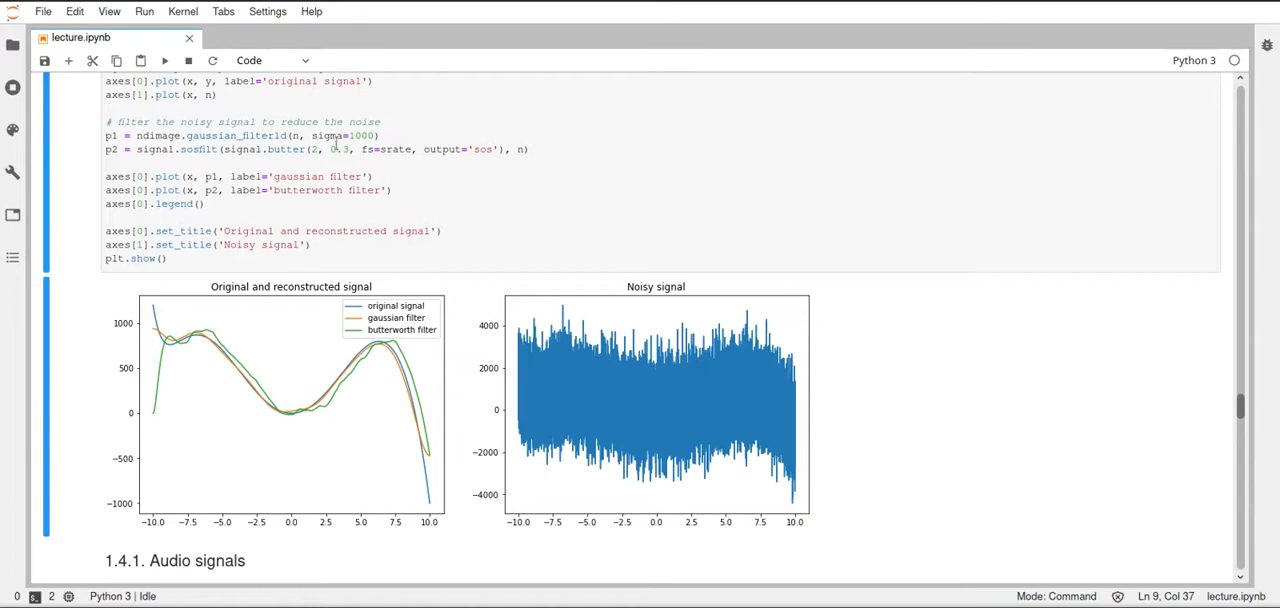 File Edit View Run Kernel Tabs Settings Help
lecture.ipynb
Code
Python 3
axes[0].plot(x, y, label='original signal')
axes[1].plot(x, n)
# filter the noisy signal to reduce the noise
p1 = ndimage.gaussian_filter1d(n, sigma=1000)
p2 = signal.sosfilt(signal.butter(2, 0.3, fs=srate, output='sos'), n)
axes[0].plot(x, p1, label='gaussian filter')
axes[0].plot(x, p2, label='butterworth filter')
axes[0].legend()
axes[0].set_title('Original and reconstructed signal')
axes[1].set_title('Noisy signal')
plt.show()
Original and reconstructed signal
original signal
gaussian filter
butterworth filter
1000
500
0
−500
−1000
−10.0 −7.5 −5.0 −2.5 0.0 2.5 5.0 7.5 10.0
Noisy signal
4000
2000
0
−2000
−4000
−10.0 −7.5 −5.0 −2.5 0.0 2.5 5.0 7.5 10.0
1.4.1. Audio signals
0 2 Python 3 | Idle Mode: Command Ln 9, Col 37 lecture.ipynb